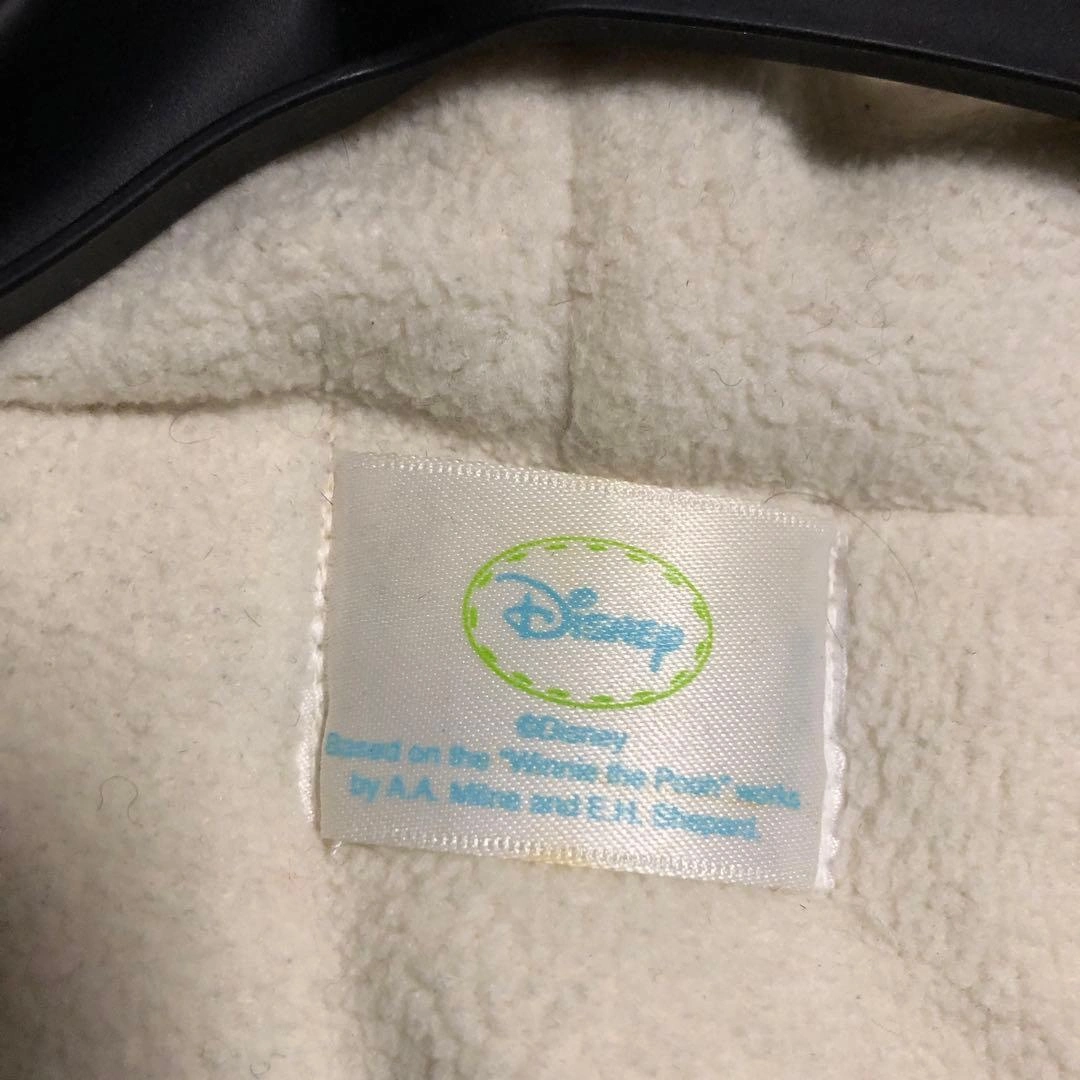 Disney
©Disney
Based on the "Winnie the Pooh" works
by A.A. Milne and E.H. Shepard.